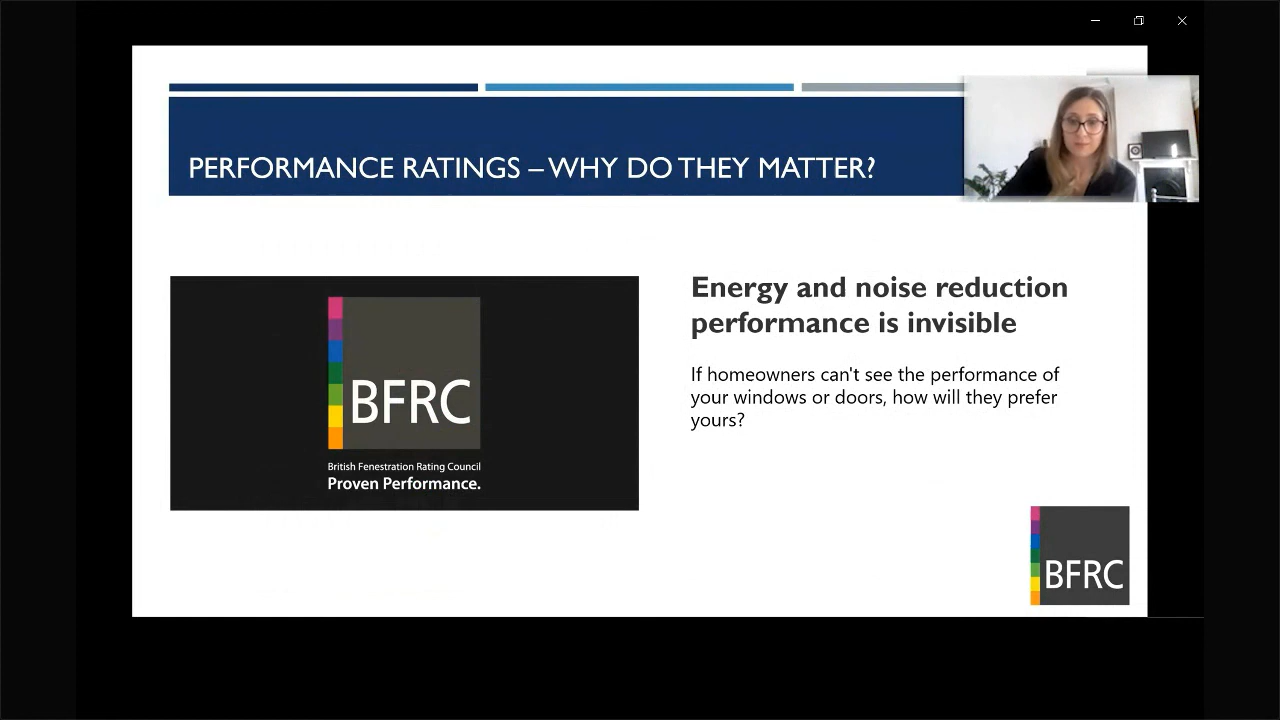 PERFORMANCE RATINGS – WHY DO THEY MATTER?
BFRC
British Fenestration Rating Council
Proven Performance.
Energy and noise reduction
performance is invisible
If homeowners can't see the performance of
your windows or doors, how will they prefer
yours?
BFRC